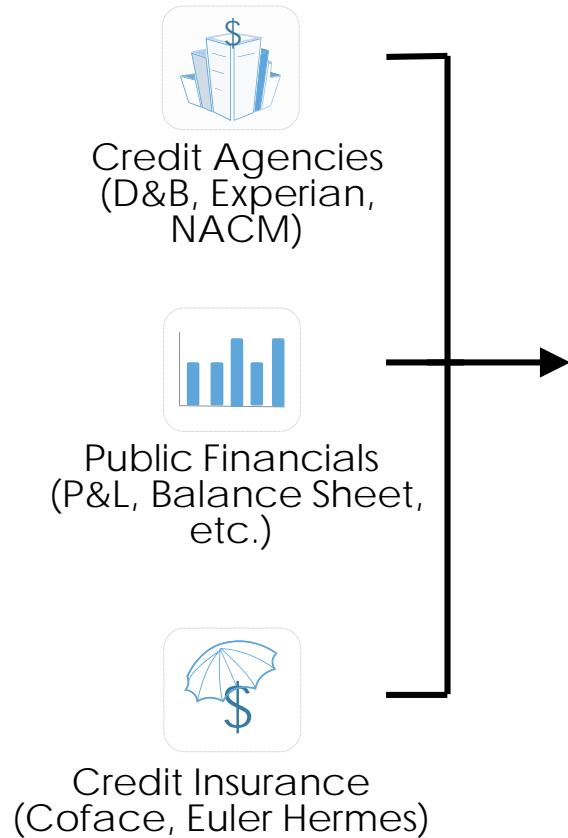 $
Credit Agencies
(D&B, Experian,
NACM)
Public Financials
(P&L, Balance Sheet,
etc.)
$
Credit Insurance
(Coface, Euler Hermes)